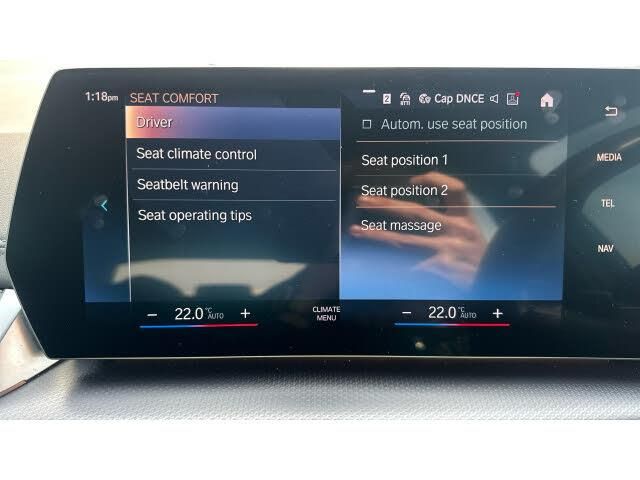 1:18pm SEAT COMFORT 2 Cap DNCE
Driver
Seat climate control
Seatbelt warning
Seat operating tips
Autom. use seat position
Seat position 1
Seat position 2
Seat massage
MEDIA
TEL
NAV
− 22.0 °C AUTO +
CLIMATE
MENU
− 22.0 °C AUTO +